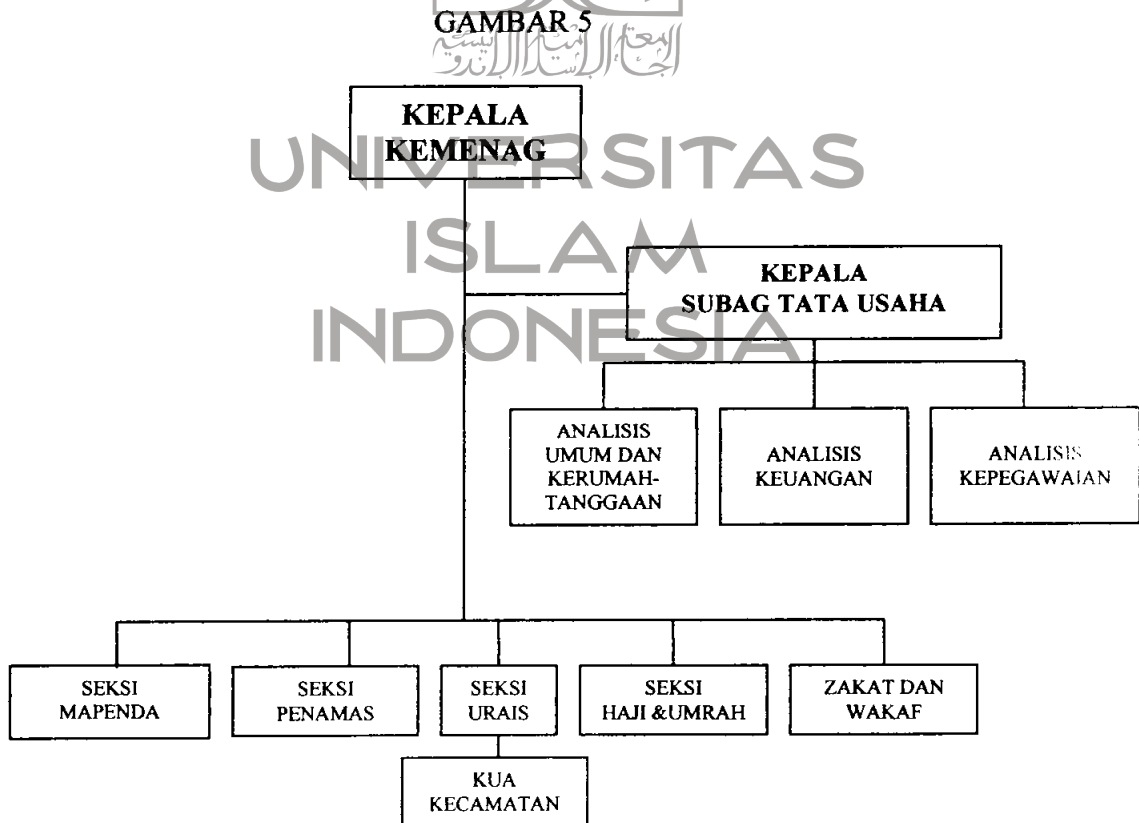 GAMBAR 5
KEPALA
KEMENAG
UNIVERSITAS
ISLAM
INDONESIA
KEPALA
SUBAG TATA USAHA
ANALISIS
UMUM DAN
KERUMAH-
TANGGAAN
ANALISIS
KEUANGAN
ANALISIS
KEPEGAWAIAN
SEKSI
MAPENDA
SEKSI
PENAMAS
SEKSI
URAIS
SEKSI
HAJI &UMRAH
ZAKAT DAN
WAKAF
KUA
KECAMATAN